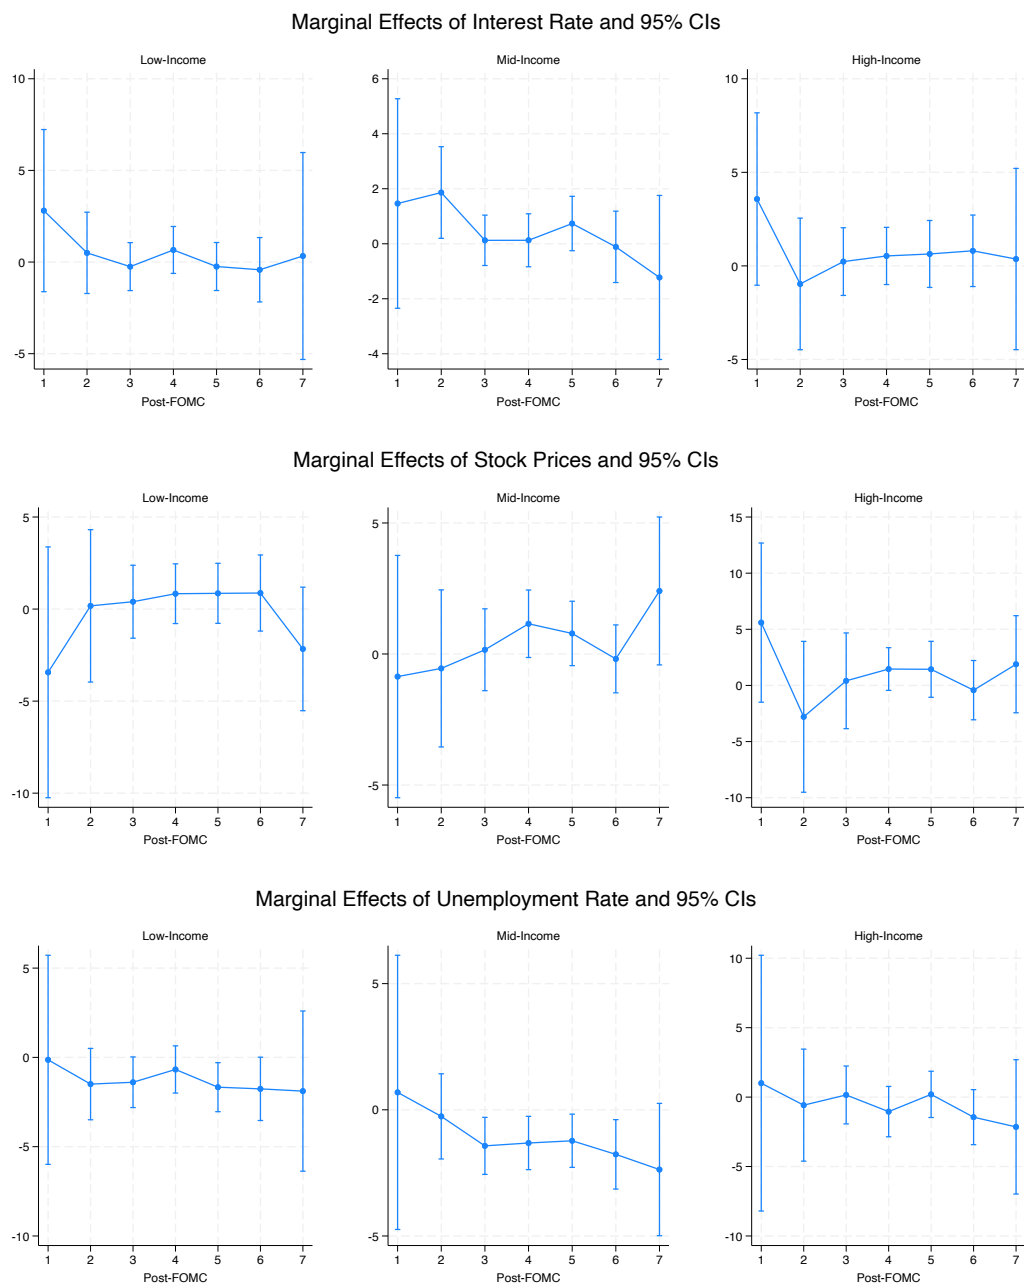 Marginal Effects of Interest Rate and 95% CIs
Low-Income
Mid-Income
High-Income
10
5
0
-5
1 2 3 4 5 6 7
Post-FOMC
6
4
2
0
-2
-4
1 2 3 4 5 6 7
Post-FOMC
10
5
0
-5
1 2 3 4 5 6 7
Post-FOMC
Marginal Effects of Stock Prices and 95% CIs
Low-Income
Mid-Income
High-Income
5
0
-5
-10
1 2 3 4 5 6 7
Post-FOMC
5
0
-5
1 2 3 4 5 6 7
Post-FOMC
15
10
5
0
-5
-10
1 2 3 4 5 6 7
Post-FOMC
Marginal Effects of Unemployment Rate and 95% CIs
Low-Income
Mid-Income
High-Income
5
0
-5
-10
1 2 3 4 5 6 7
Post-FOMC
5
0
-5
1 2 3 4 5 6 7
Post-FOMC
10
5
0
-5
-10
1 2 3 4 5 6 7
Post-FOMC